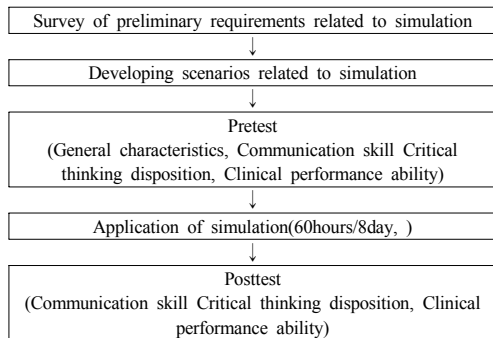 Survey of preliminary requirements related to simulation
↓
Developing scenarios related to simulation
↓
Pretest
(General characteristics, Communication skill Critical
thinking disposition, Clinical performance ability)
↓
Application of simulation(60hours/8day, )
↓
Posttest
(Communication skill Critical thinking disposition, Clinical
performance ability)